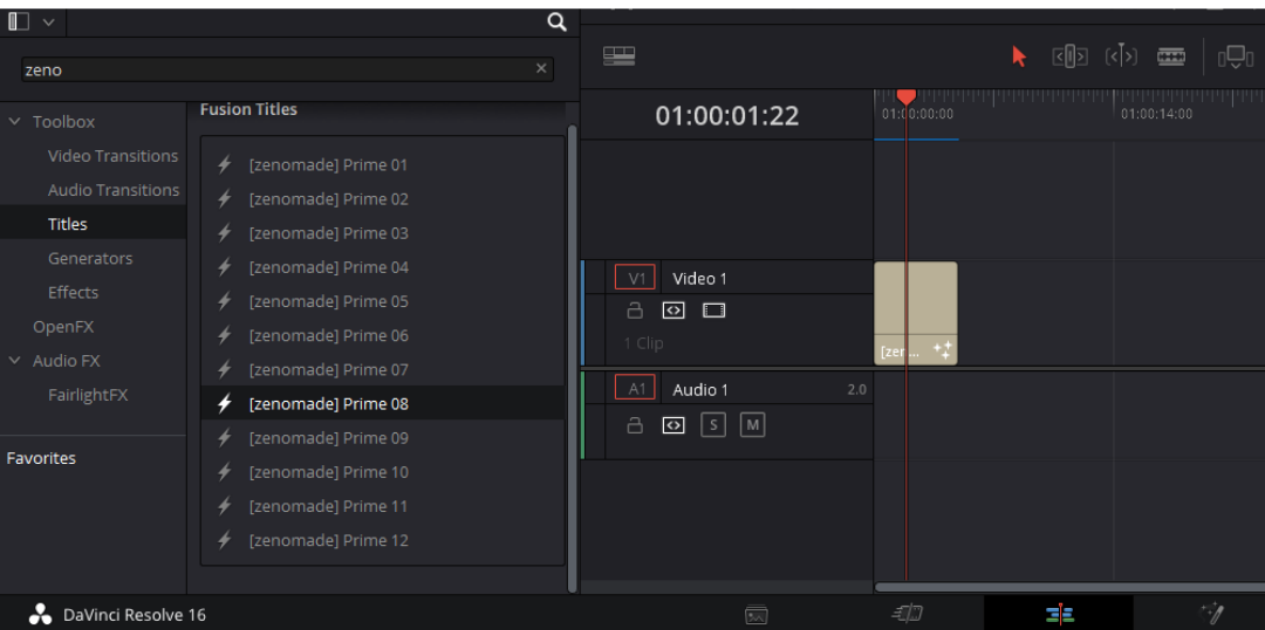 zeno
Toolbox
Video Transitions
Audio Transitions
Titles
Generators
Effects
OpenFX
Audio FX
FairlightFX
Favorites
Fusion Titles
[zenomade] Prime 01
[zenomade] Prime 02
[zenomade] Prime 03
[zenomade] Prime 04
[zenomade] Prime 05
[zenomade] Prime 06
[zenomade] Prime 07
[zenomade] Prime 08
[zenomade] Prime 09
[zenomade] Prime 10
[zenomade] Prime 11
[zenomade] Prime 12
01:00:01:22
01:00:00:00
01:00:14:00
V1 Video 1
1 Clip
[zen...
A1 Audio 1 2.0
S M
DaVinci Resolve 16